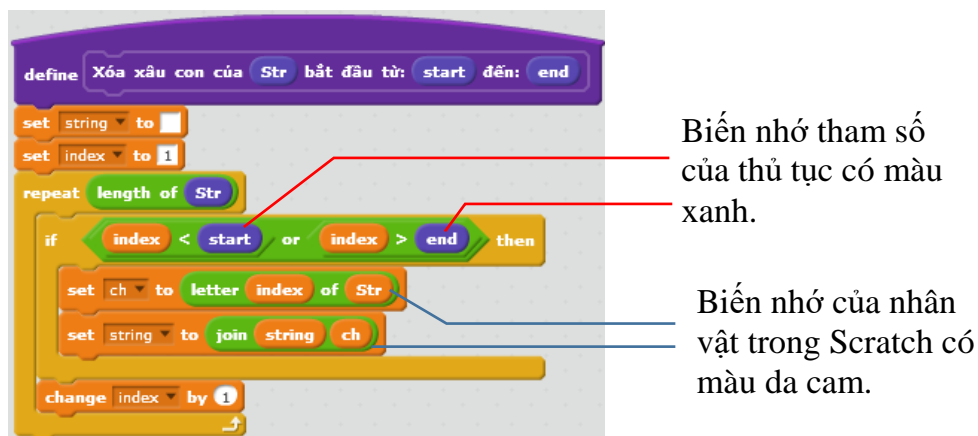 define Xóa xâu con của Str bắt đầu từ: start đến: end
set string to
set index to 1
repeat length of Str
if index < start or index > end then
set ch to letter index of Str
set string to join string ch
change index by 1
Biến nhớ tham số
của thủ tục có màu
xanh.
Biến nhớ của nhân
vật trong Scratch có
màu da cam.